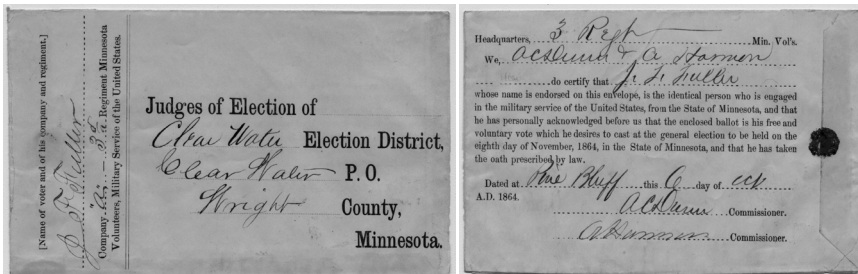 [Name of voter and of his company and regiment.]
J. F. Fuller
Company 3d Regiment Minnesota
Volunteers, Military Service of the United States.
Judges of Election of
Clear Water Election District,
Clear Water P. O.
Wright County,
Minnesota.
Headquarters, 3 Regt Min. Vol's.
We, & A Harmon
do certify that J. F. Fuller
whose name is endorsed on this envelope, is the identical person who is engaged
in the military service of the United States, from the State of Minnesota, and that
he has personally acknowledged before us that the enclosed ballot is his free and
voluntary vote which he desires to cast at the general election to be held on the
eighth day of November, 1864, in the State of Minnesota, and that he has taken
the oath prescribed by law.
Dated at Pine Bluff this 6 day of oct
A.D. 1864.
Commissioner.
A Harmon Commissioner.